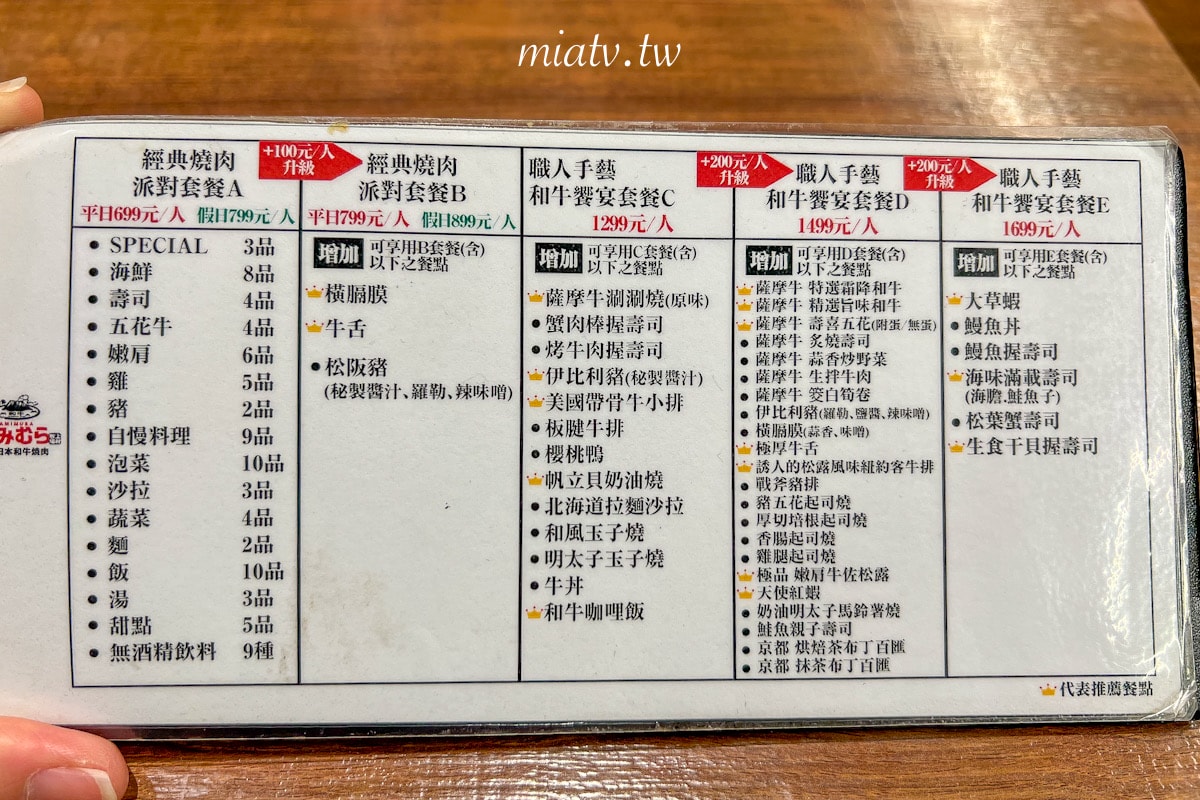 miatv.tw
經典燒肉
派對套餐A
平日699元/人 假日799元/人
• SPECIAL 3品
• 海鮮 8品
• 壽司 4品
• 五花牛 4品
• 嫩肩 6品
• 雞 5品
• 豬 2品
• 自慢料理 9品
• 泡菜 10品
• 沙拉 3品
• 蔬菜 4品
• 麵 2品
• 飯 10品
• 湯 3品
• 甜點 5品
• 無酒精飲料 9種
+100元/人
升級
經典燒肉
派對套餐B
平日799元/人 假日899元/人
增加 可享用B套餐(含)
以下之餐點
橫膈膜
牛舌
• 松阪豬
(秘製醬汁、羅勒、辣味噌)
職人手藝
和牛饗宴套餐C
1299元/人
增加 可享用C套餐(含)
以下之餐點
薩摩牛涮涮燒(原味)
• 蟹肉棒握壽司
• 烤牛肉握壽司
伊比利豬(秘製醬汁)
美國帶骨牛小排
• 板腱牛排
• 櫻桃鴨
帆立貝奶油燒
• 北海道拉麵沙拉
• 和風玉子燒
• 明太子玉子燒
• 牛丼
和牛咖哩飯
+200元/人
升級
職人手藝
和牛饗宴套餐D
1499元/人
增加 可享用D套餐(含)
以下之餐點
薩摩牛 特選霜降和牛
薩摩牛 精選旨味和牛
薩摩牛 壽喜五花(附蛋/無蛋)
• 薩摩牛 炙燒壽司
• 薩摩牛 蒜香炒野菜
• 薩摩牛 生拌牛肉
• 薩摩牛 筊白筍卷
• 伊比利豬(羅勒、鹽醬、辣味噌)
• 橫膈膜(蒜香、味噌)
極厚牛舌
誘人的松露風味紐約客牛排
• 戰斧豬排
• 豬五花起司燒
• 厚切培根起司燒
• 香腸起司燒
• 雞腿起司燒
極品 嫩肩牛佐松露
天使紅蝦
• 奶油明太子馬鈴薯燒
• 鮭魚親子壽司
• 京都 烘焙茶布丁百匯
• 京都 抹茶布丁百匯
+200元/人
升級
職人手藝
和牛饗宴套餐E
1699元/人
增加 可享用E套餐(含)
以下之餐點
大草蝦
• 鰻魚丼
• 鰻魚握壽司
海味滿載壽司
(海膽.鮭魚子)
• 松葉蟹壽司
生食干貝握壽司
代表推薦餐點
みむら
日本和牛燒肉